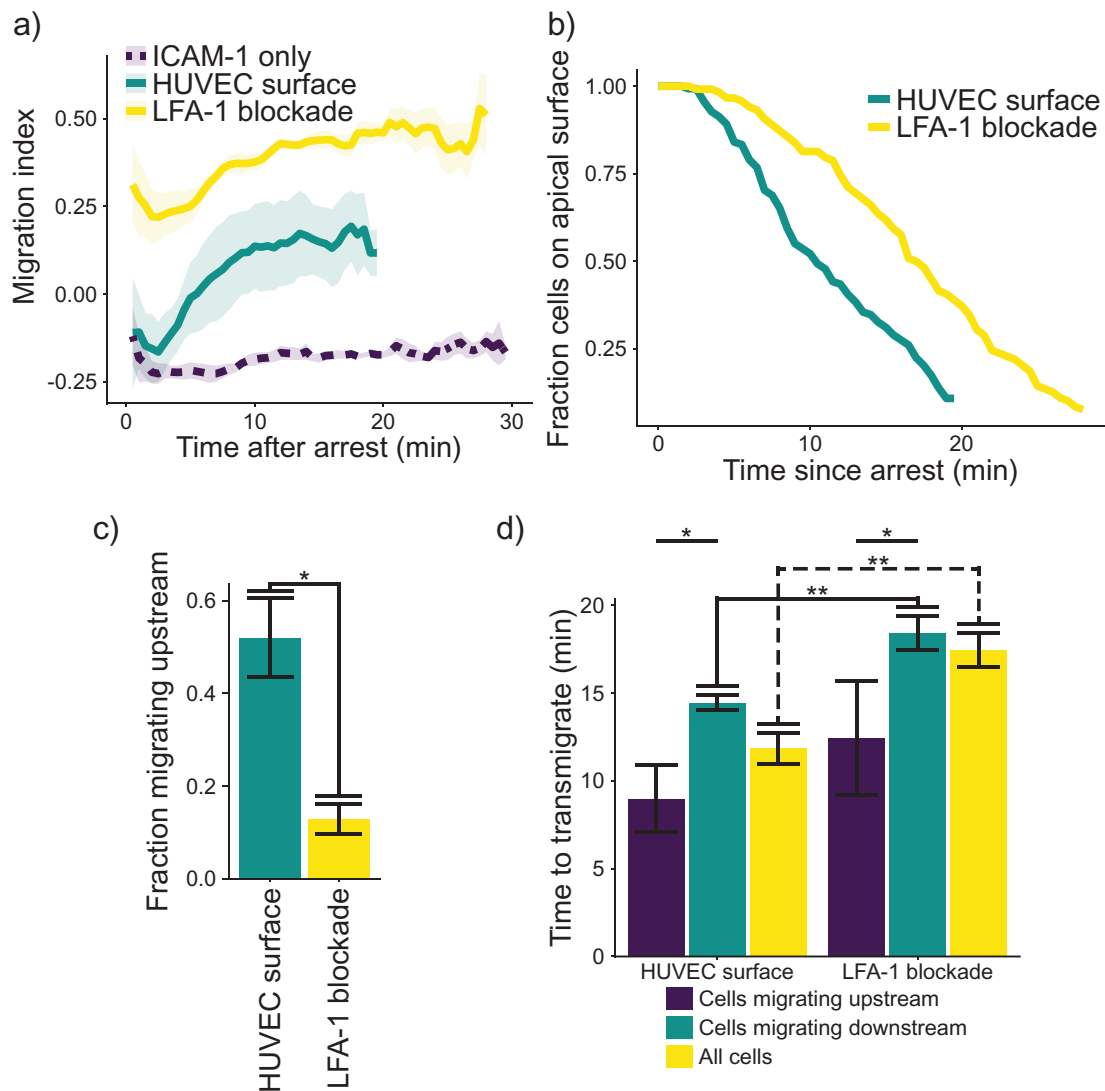 a)
ICAM-1 only
HUVEC surface
LFA-1 blockade
Migration index
0.50
0.25
0.00
-0.25
0
10
20
30
Time after arrest (min)
b)
Fraction cells on apical surface
1.00
0.75
0.50
0.25
HUVEC surface
LFA-1 blockade
0
10
20
Time since arrest (min)
c)
Fraction migrating upstream
0.6
0.4
0.2
0.0
*
HUVEC surface
LFA-1 blockade
d)
Time to transmigrate (min)
20
15
10
5
0
*
*
**
**
HUVEC surface
LFA-1 blockade
Cells migrating upstream
Cells migrating downstream
All cells